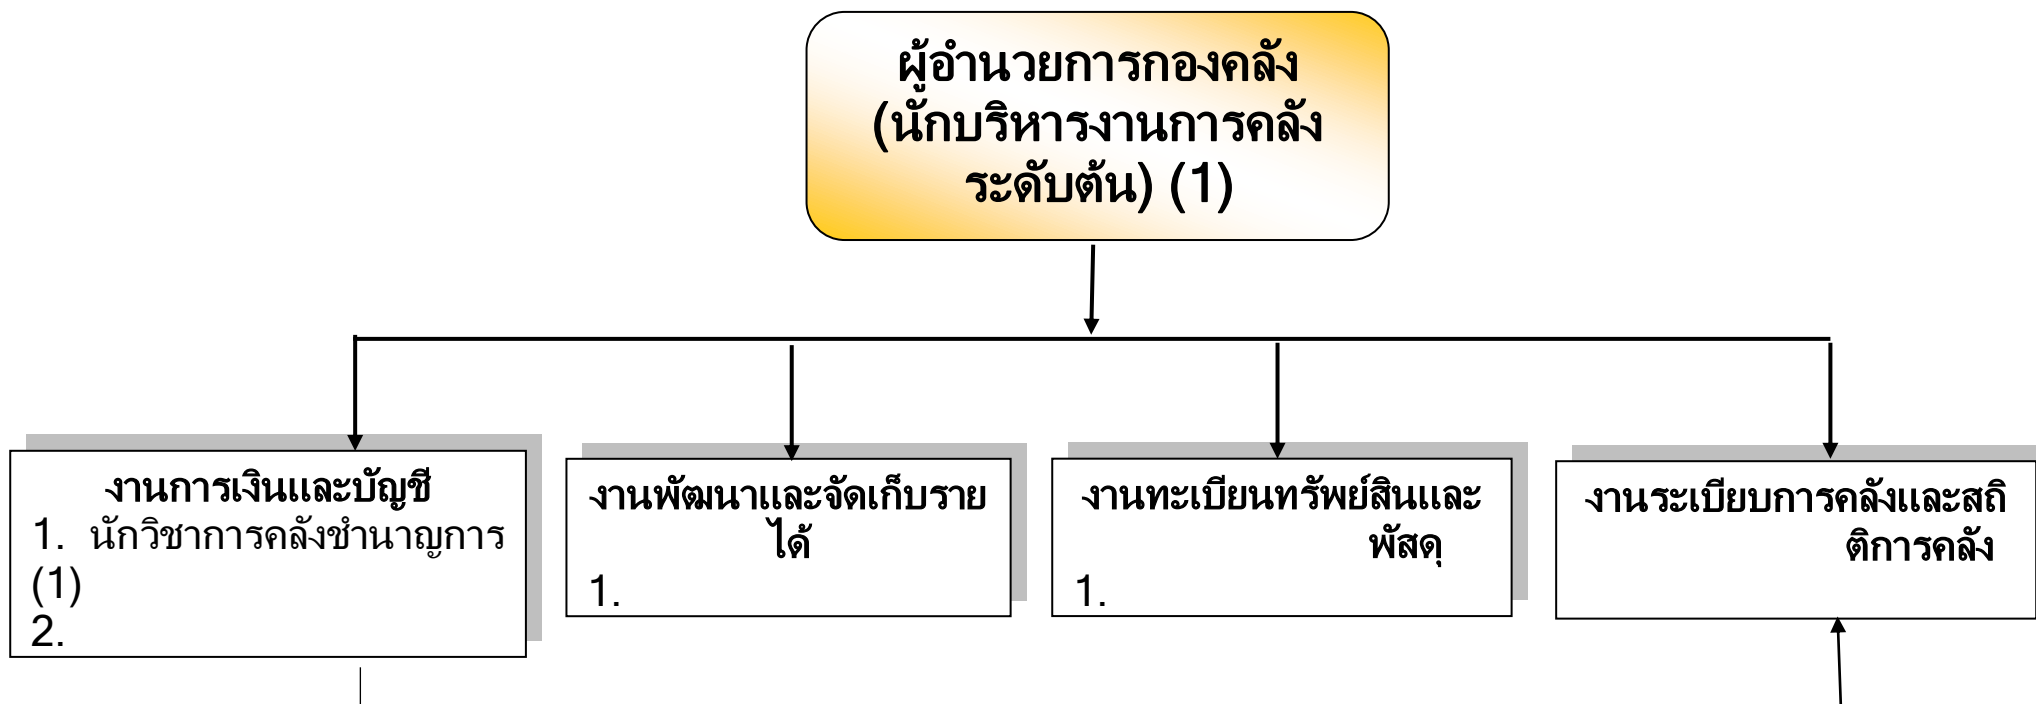 ผู้อำนวยการกองคลัง
(นักบริหารงานการคลัง
ระดับต้น) (1)
งานการเงินและบัญชี
1. นักวิชาการคลังชำนาญการ
(1)
2.
งานพัฒนาและจัดเก็บราย
ได้
1.
งานทะเบียนทรัพย์สินและ
พัสดุ
1.
งานระเบียบการคลังและสถิ
ติการคลัง